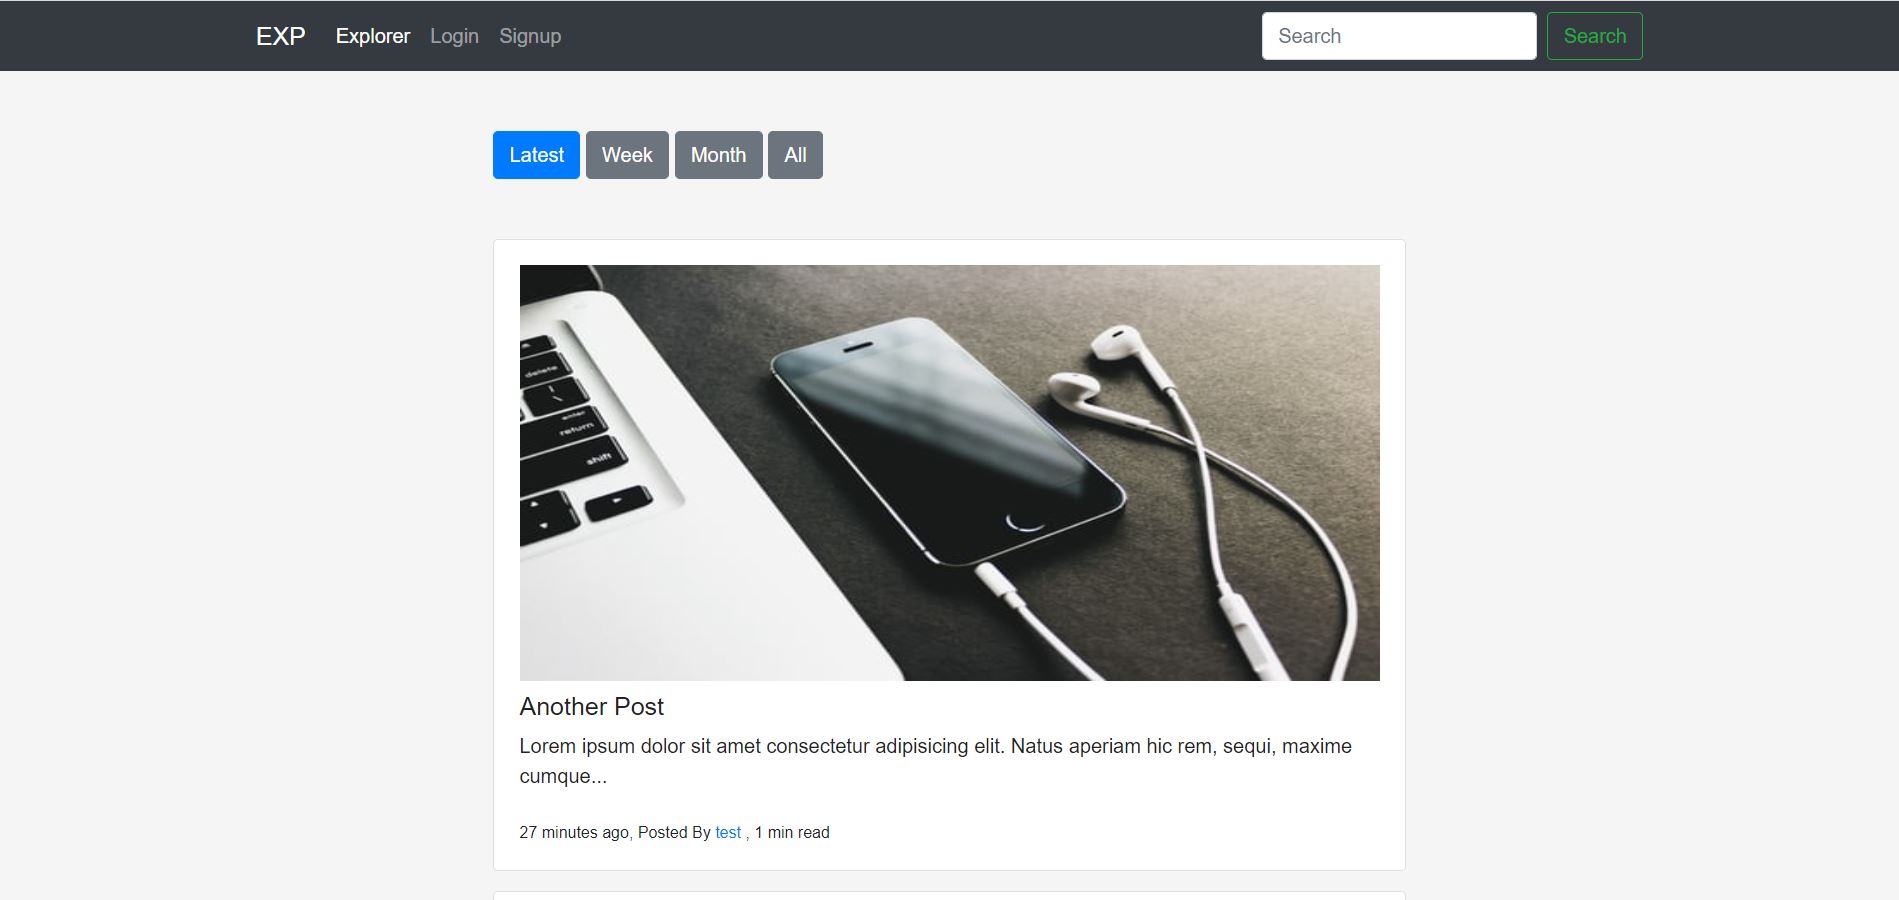 EXP Explorer Login Signup Search Search
Latest Week Month All
delete
enter
return
shift
Another Post
Lorem ipsum dolor sit amet consectetur adipisicing elit. Natus aperiam hic rem, sequi, maxime
cumque...
27 minutes ago, Posted By test , 1 min read